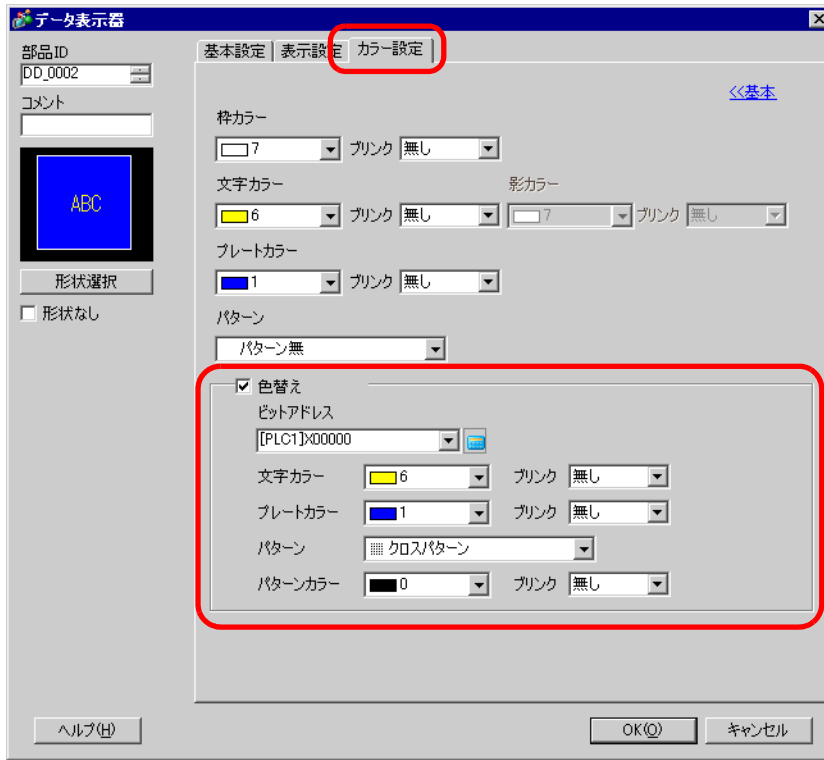 データ表示器
部品ID
DD_0002
コメント
ABC
形状選択
形状なし
基本設定 表示設定 カラー設定
<<基本
枠カラー
7 ブリンク 無し
文字カラー 影カラー
6 ブリンク 無し 7 ブリンク 無し
プレートカラー
1 ブリンク 無し
パターン
パターン無
色替え
ビットアドレス
[PLC1]X00000
文字カラー 6 ブリンク 無し
プレートカラー 1 ブリンク 無し
パターン クロスパターン
パターンカラー 0 ブリンク 無し
ヘルプ(H) OK(O) キャンセル